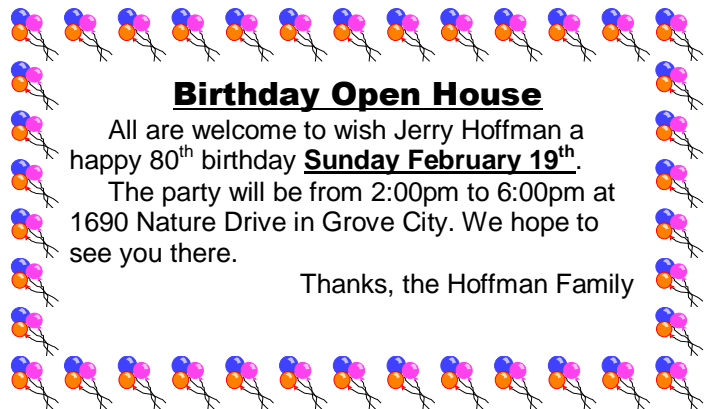 Birthday Open House
All are welcome to wish Jerry Hoffman a
happy 80th birthday Sunday February 19th.
The party will be from 2:00pm to 6:00pm at
1690 Nature Drive in Grove City. We hope to
see you there.
Thanks, the Hoffman Family